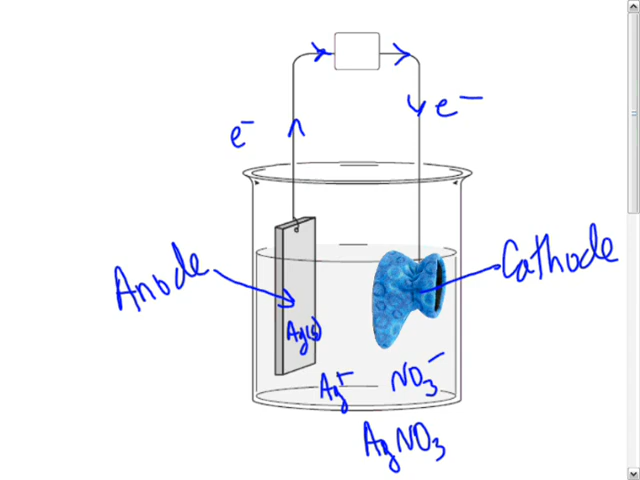 e⁻
e⁻
Anode
Cathode
Ag(s)
Ag⁺
NO₃⁻
AgNO₃